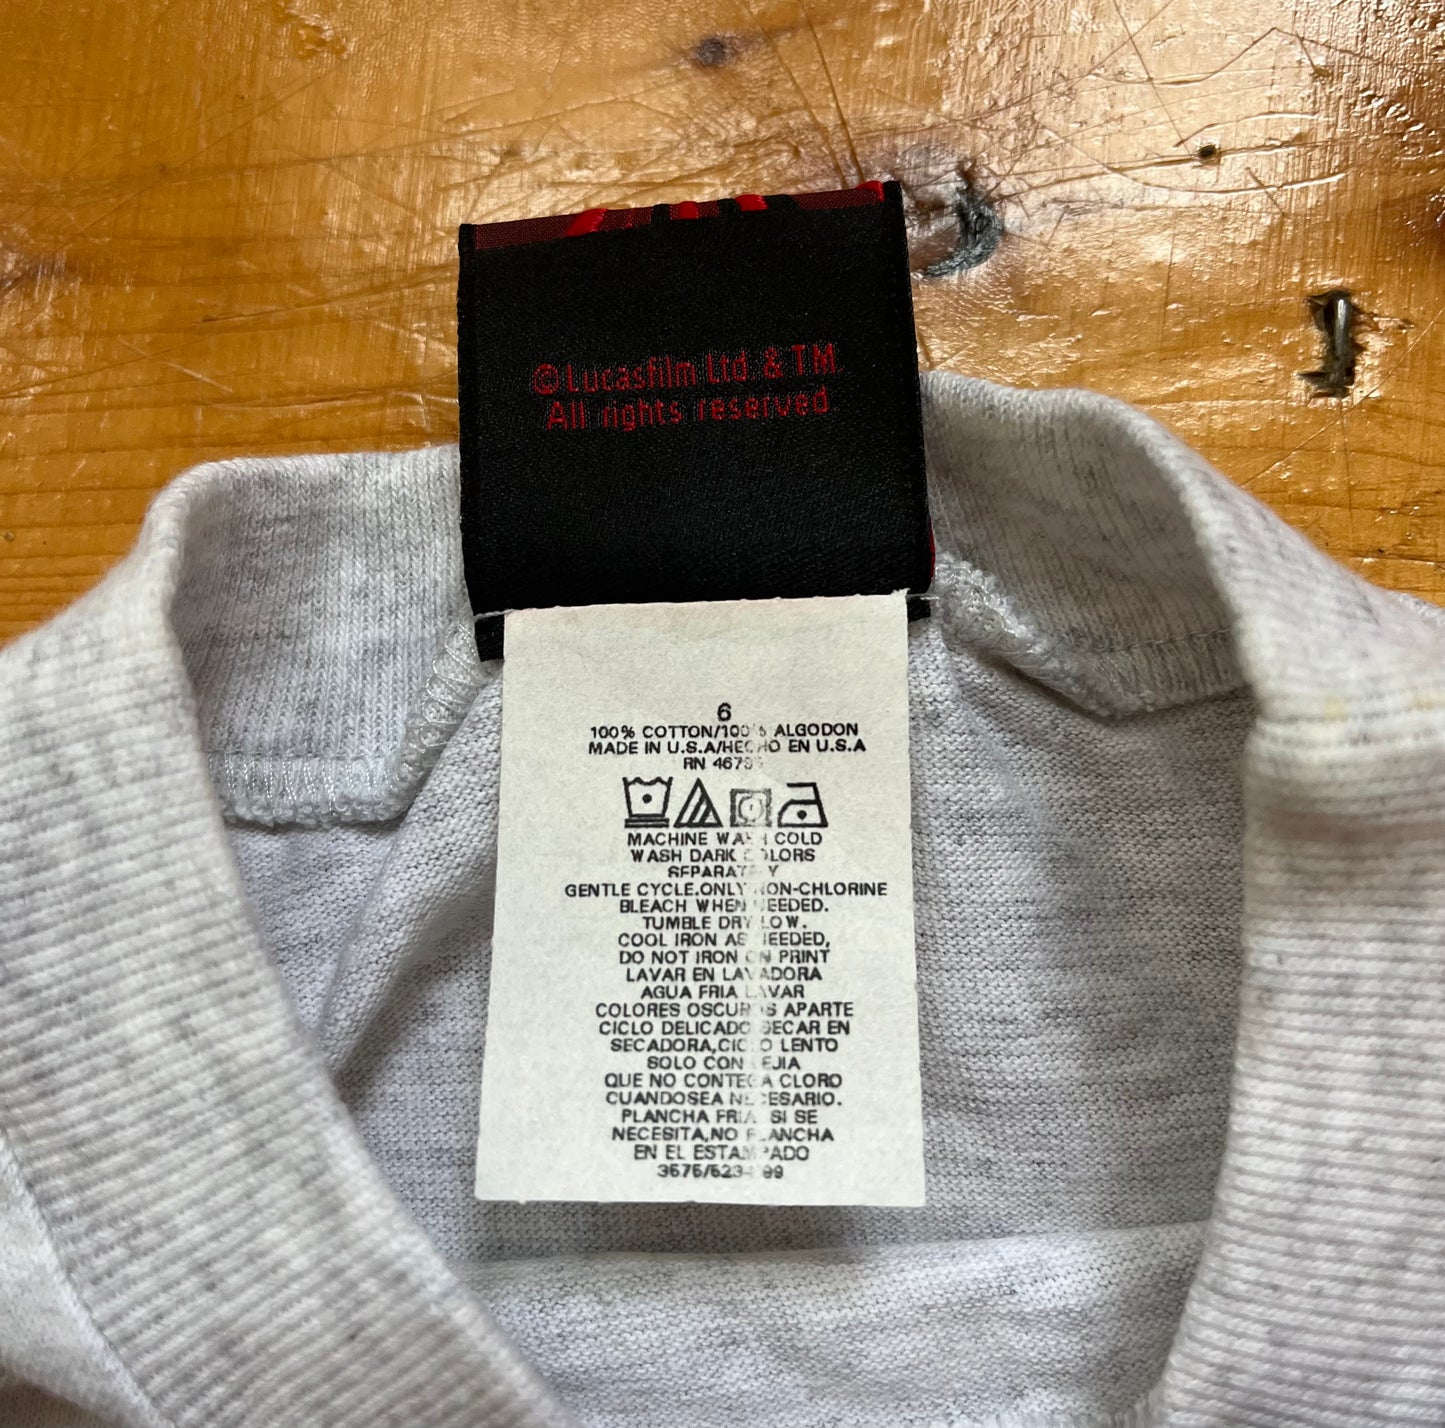 ©Lucasfilm Ltd & TM.
All rights reserved
6
100% COTTON/100% ALGODON
MADE IN U.S.A/HECHO EN U.S.A
RN
MACHINE WASH COLD
WASH DARK COLORS
SEPARATELY
GENTLE CYCLE.ONLY NON-CHLORINE
BLEACH WHEN NEEDED.
TUMBLE DRY LOW.
COOL IRON AS NEEDED,
DO NOT IRON ON PRINT
LAVAR EN LAVADORA
AGUA FRIA LAVAR
COLORES OSCUROS APARTE
CICLO DELICADO SECAR EN
SECADORA,CICLO LENTO
SOLO CON LEJIA
QUE NO CONTEGA CLORO
CUANDOSEA NECESARIO.
PLANCHA FRIA SI SE
NECESITA,NO PLANCHA
EN EL ESTAMPADO